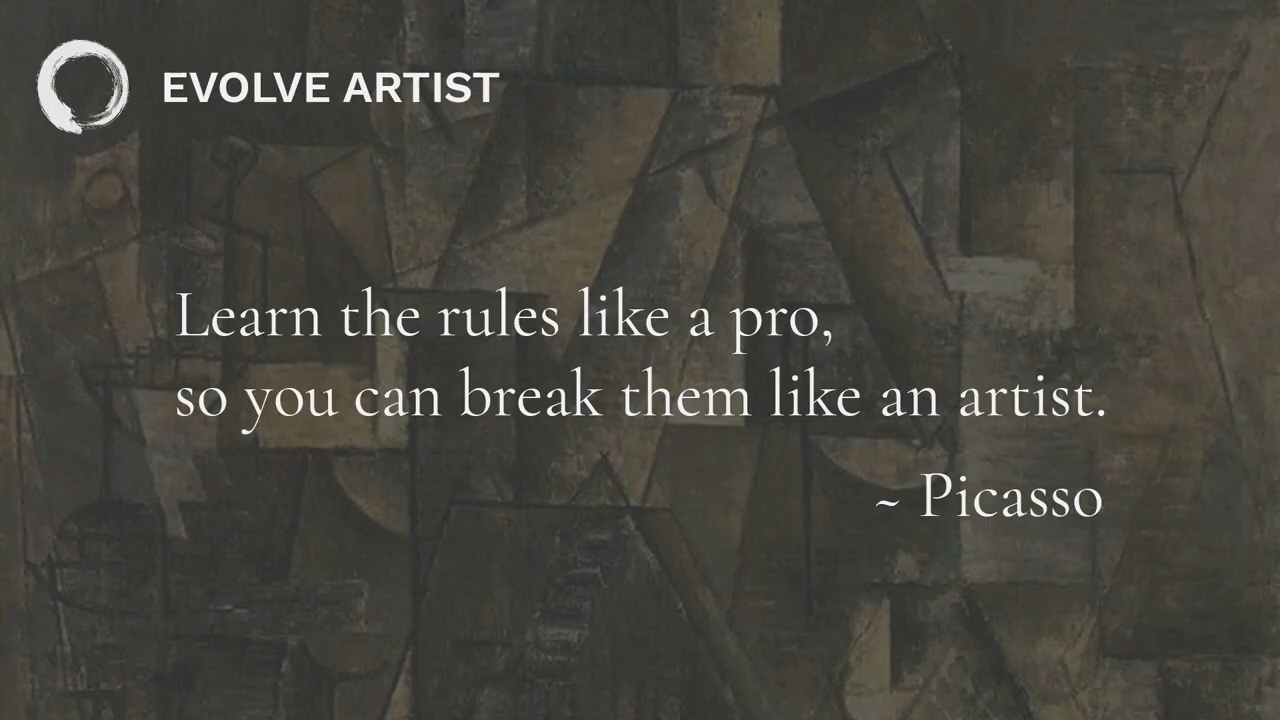 EVOLVE ARTIST
Learn the rules like a pro,
so you can break them like an artist.
~ Picasso